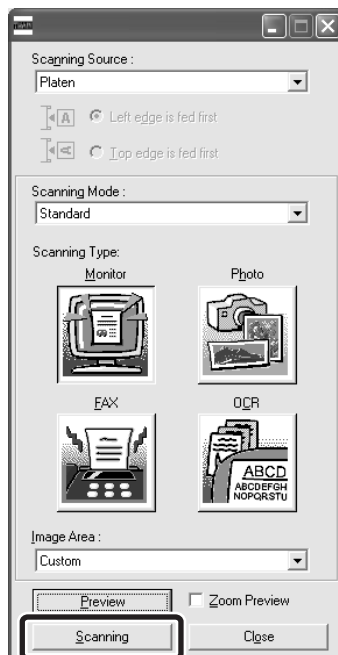 Scanning Source :
Platen
A Left edge is fed first
A Top edge is fed first
Scanning Mode :
Standard
Scanning Type:
Monitor Photo
FAX OCR
ABCD
ABCDEFGH
NOPQRSTU
Image Area :
Custom
Preview Zoom Preview
Scanning Close